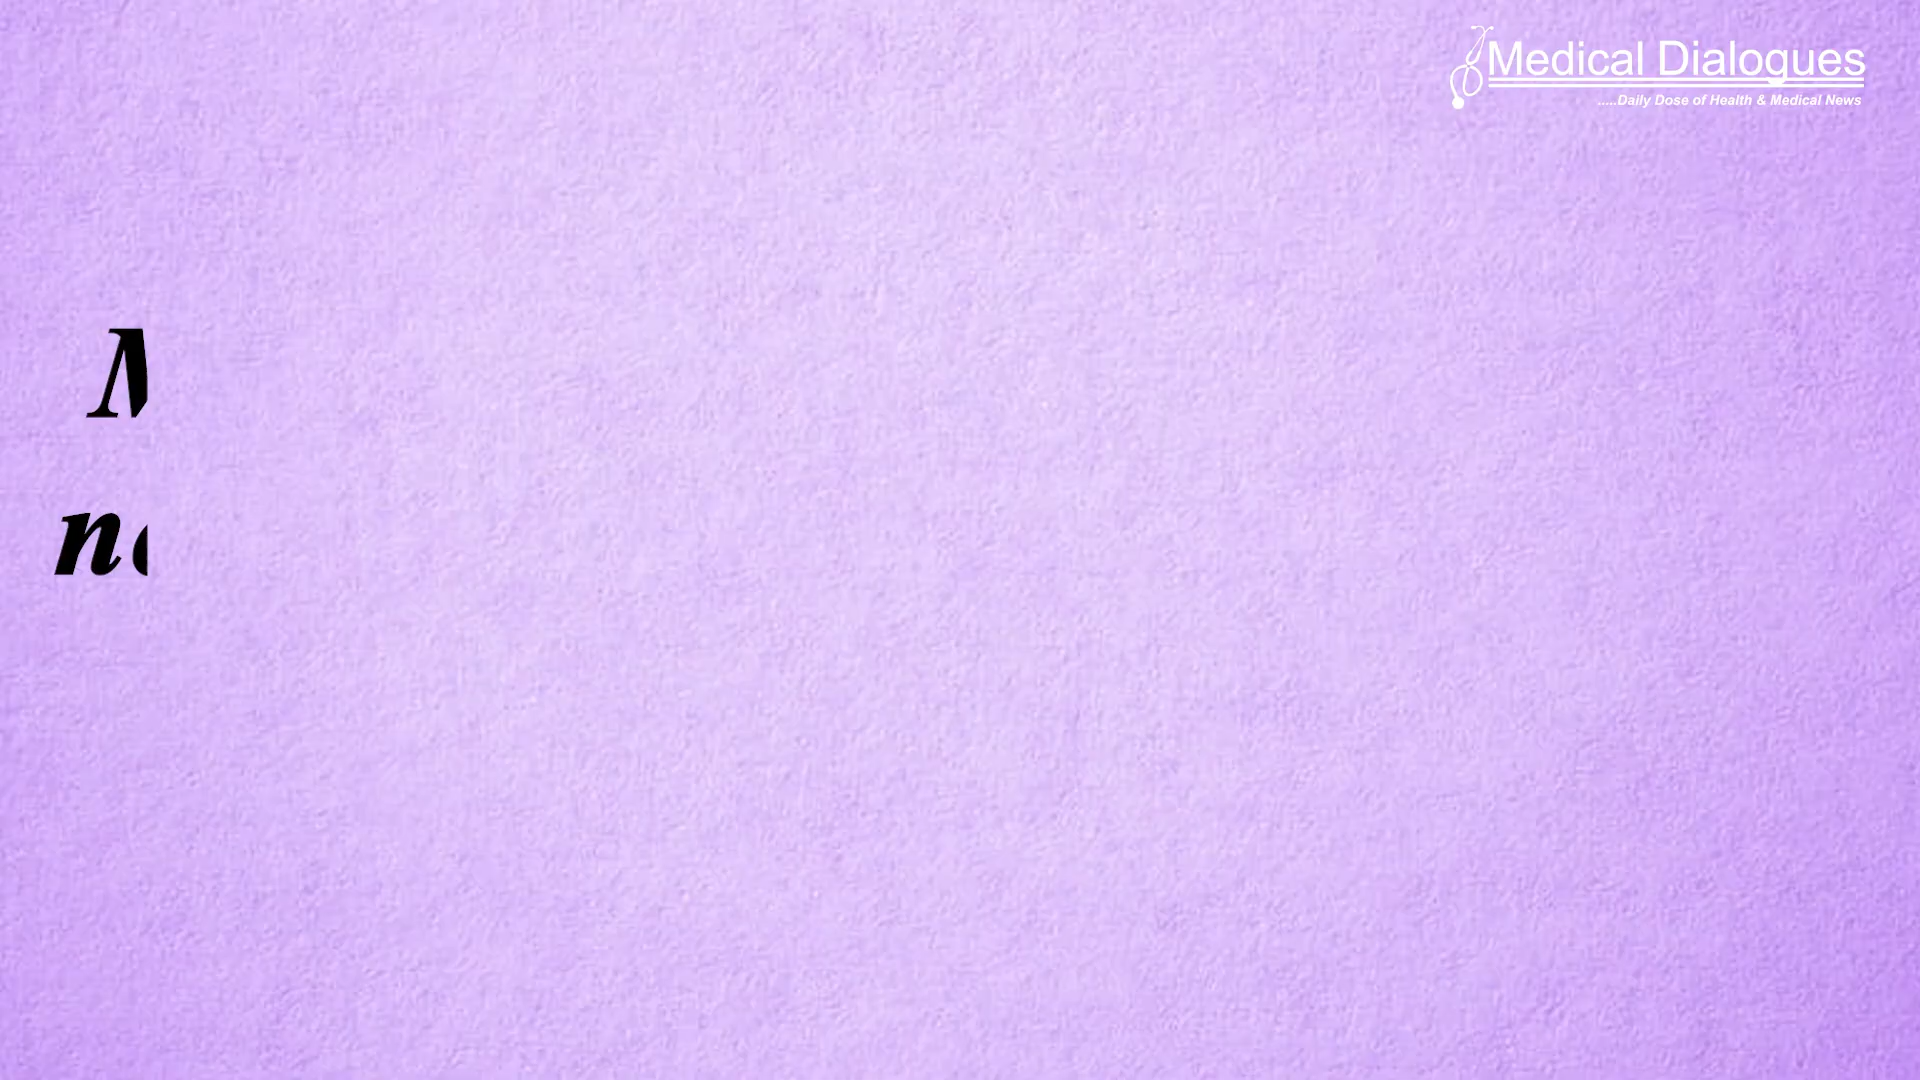 Medical Dialogues
.....Daily Dose of Health & Medical News
M
n